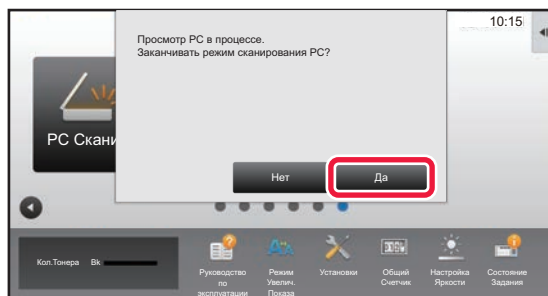 10:15
Просмотр PC в процессе.
Заканчивать режим сканирования PC?
PC Скани
Нет
Да
Кол.Тонера Bk
Руководство
по
эксплуатации
Режим
Увелич.
Показа
Установки
Общий
Счетчик
Настройка
Яркости
Состояние
Задания